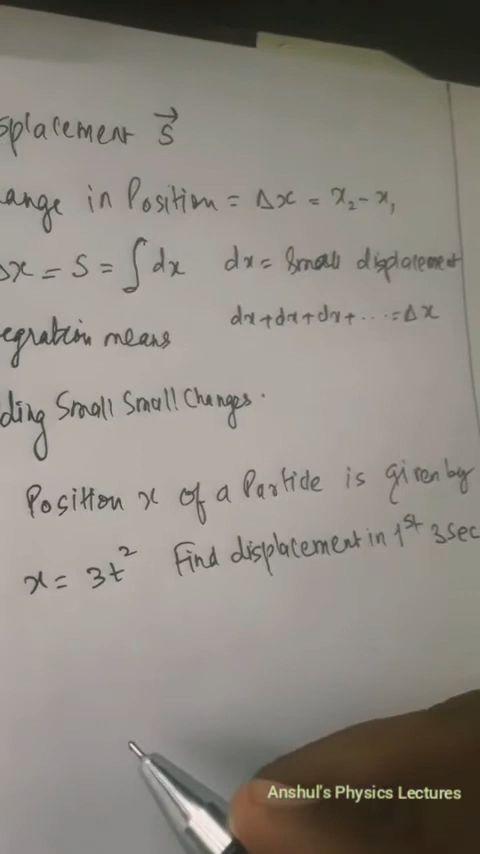 splacement s⃗
ange in Position = Δx = x₂ - x₁
Δx = S = ∫dx dx = Small displacement
egration means dx+dx+dx+...=Δx
ding Small Small Changes.
Position x of a Particle is given by
x = 3t² Find displacement in 1st 3sec
Anshul's Physics Lectures